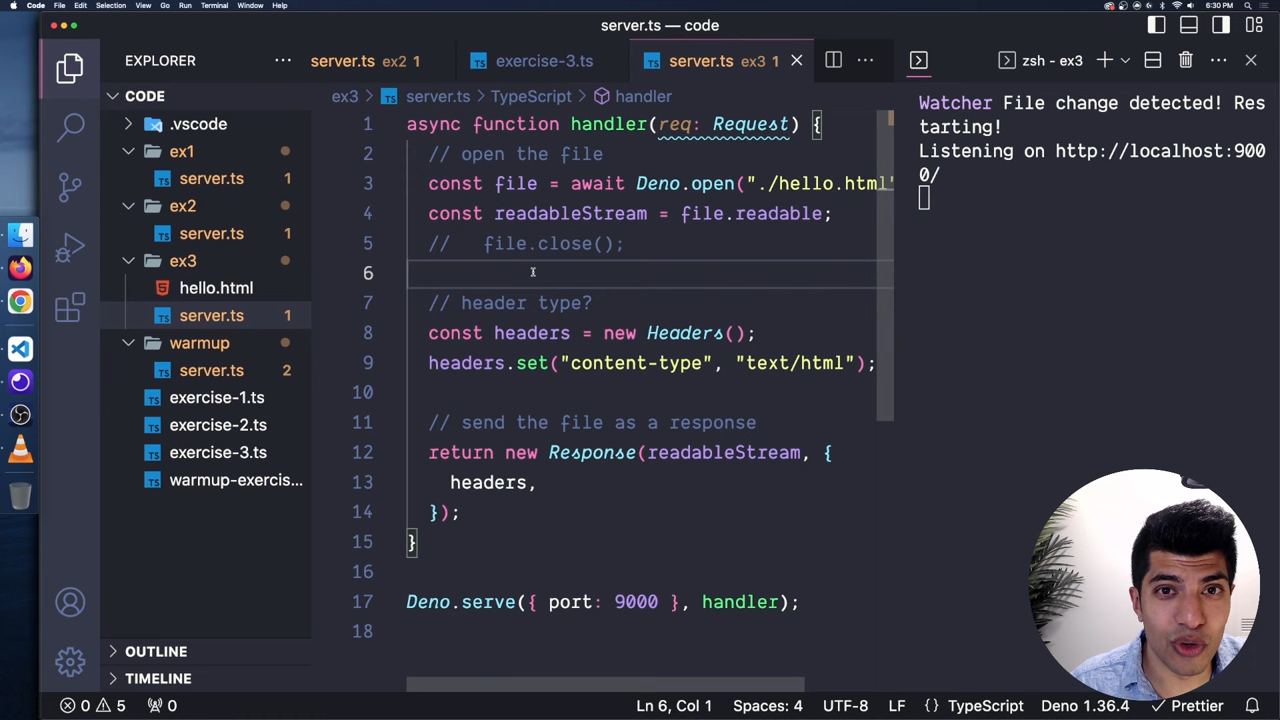 Code File Edit Selection View Go Run Terminal Window Help 6:30 PM
server.ts — code
EXPLORER
server.ts ex2 1
exercise-3.ts
server.ts ex3 1
zsh - ex3
CODE
.vscode
ex1
server.ts 1
ex2
server.ts 1
ex3
hello.html
server.ts 1
warmup
server.ts 2
exercise-1.ts
exercise-2.ts
exercise-3.ts
warmup-exercis...
OUTLINE
TIMELINE
ex3 > server.ts > TypeScript > handler
1 async function handler(req: Request) {
2 // open the file
3 const file = await Deno.open("./hello.html"
4 const readableStream = file.readable;
5 // file.close();
6
7 // header type?
8 const headers = new Headers();
9 headers.set("content-type", "text/html");
10
11 // send the file as a response
12 return new Response(readableStream, {
13 headers,
14 });
15 }
16
17 Deno.serve({ port: 9000 }, handler);
18
Watcher File change detected! Res
tarting!
Listening on http://localhost:900
0/
0 5 0 Ln 6, Col 1 Spaces: 4 UTF-8 LF {} TypeScript Deno 1.36.4 Prettier